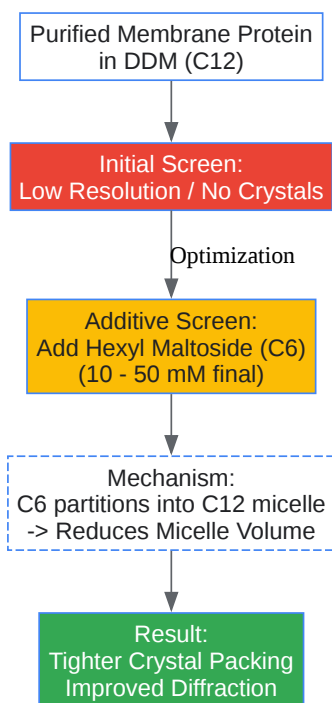 Purified Membrane Protein
in DDM (C12)
Initial Screen:
Low Resolution / No Crystals
Optimization
Additive Screen:
Add Hexyl Maltoside (C6)
(10 - 50 mM final)
Mechanism:
C6 partitions into C12 micelle
-> Reduces Micelle Volume
Result:
Tighter Crystal Packing
Improved Diffraction